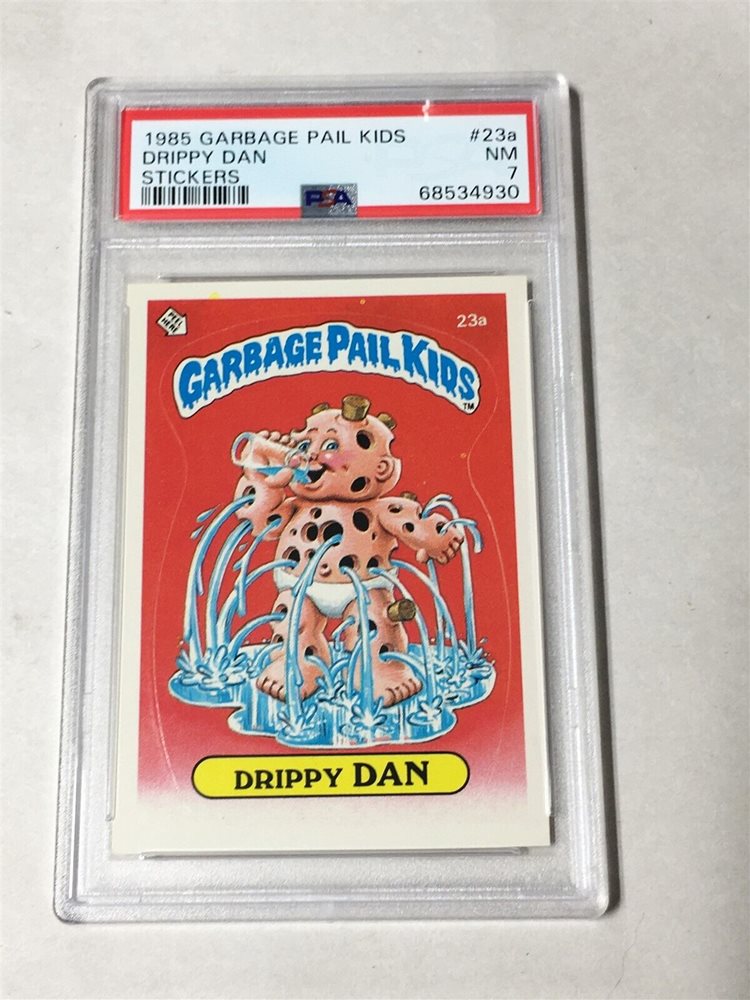 1985 GARBAGE PAIL KIDS #23a
DRIPPY DAN NM
STICKERS 7
PSA 68534930
PEEL HERE
23a
GARBAGE PAIL KIDS
TM
DRIPPY DAN